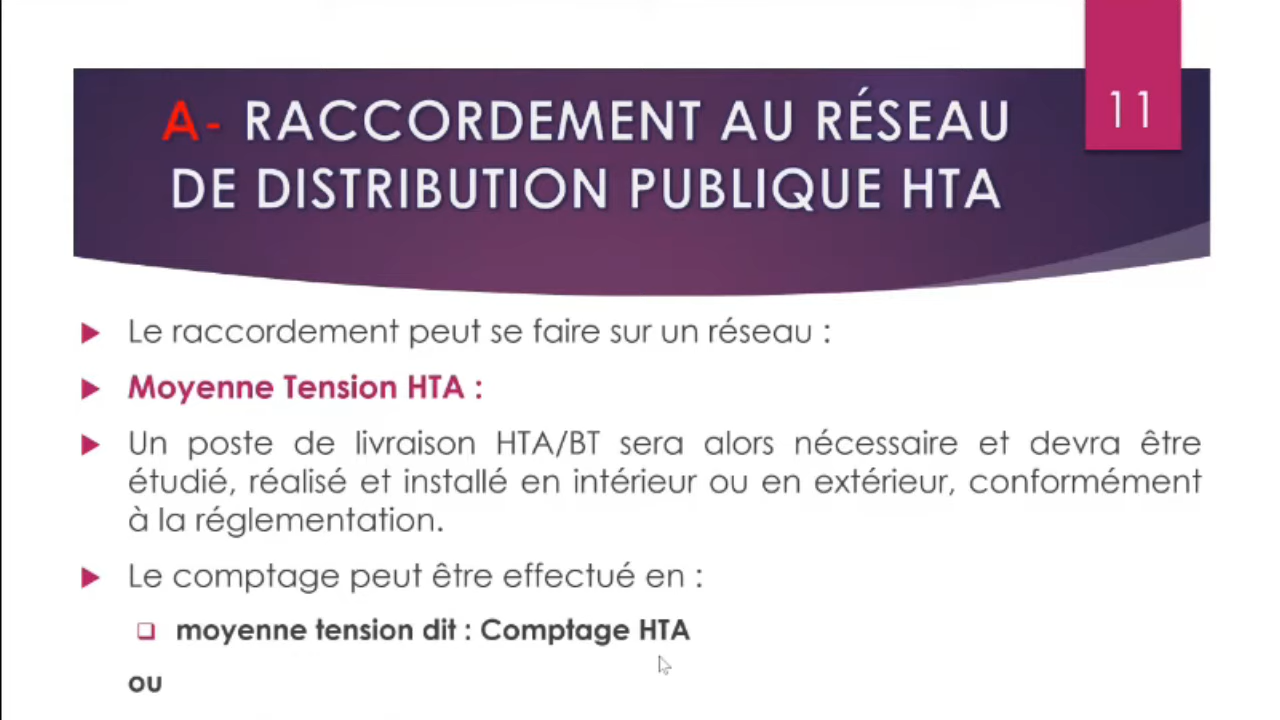 11
A- RACCORDEMENT AU RÉSEAU
DE DISTRIBUTION PUBLIQUE HTA
Le raccordement peut se faire sur un réseau :
Moyenne Tension HTA :
Un poste de livraison HTA/BT sera alors nécessaire et devra être
étudié, réalisé et installé en intérieur ou en extérieur, conformément
à la réglementation.
Le comptage peut être effectué en :
moyenne tension dit : Comptage HTA
ou